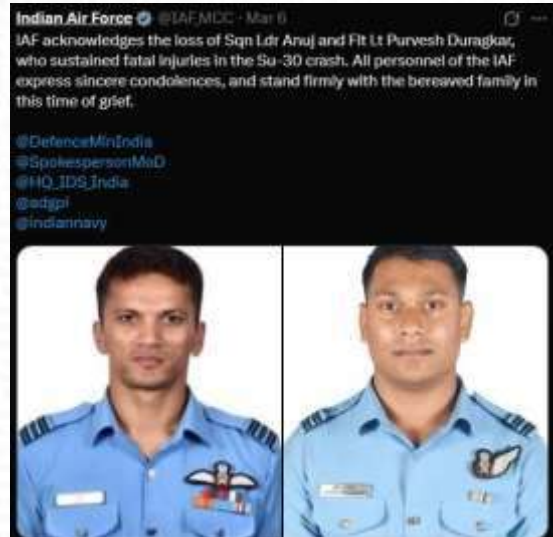 Indian Air Force @IAF_MCC · Mar 6
IAF acknowledges the loss of Sqn Ldr Anuj and Flt Lt Purvesh Duragkar,
who sustained fatal injuries in the Su-30 crash. All personnel of the IAF
express sincere condolences, and stand firmly with the bereaved family in
this time of grief.
@DefenceMinIndia
@SpokespersonMoD
@HQ_IDS_India
@adgpi
@indiannavy